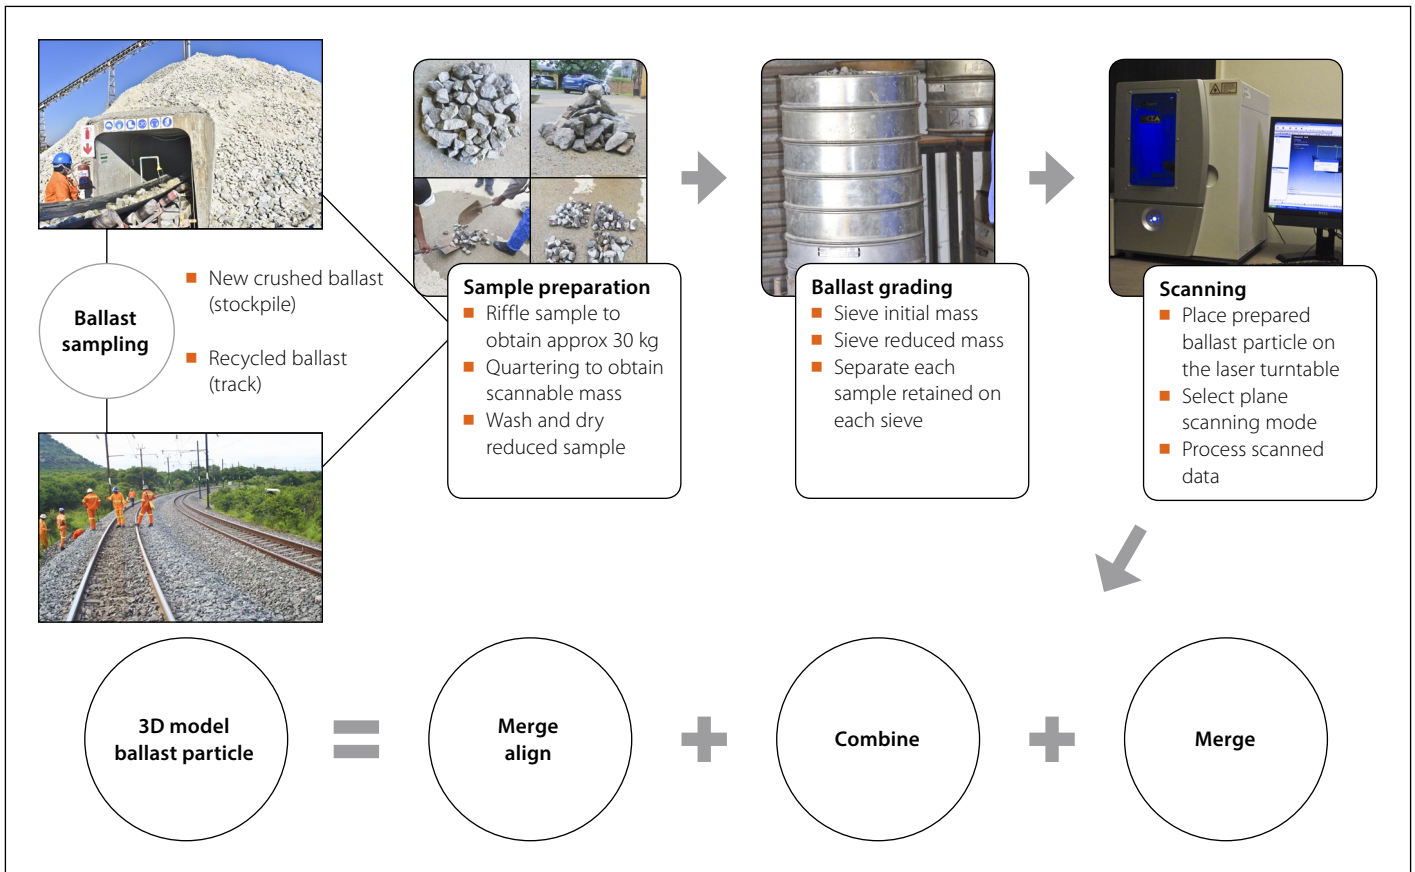 Ballast
sampling
New crushed ballast
(stockpile)
Recycled ballast
(track)
Sample preparation
Riffle sample to
obtain approx 30 kg
Quartering to obtain
scannable mass
Wash and dry
reduced sample
Ballast grading
Sieve initial mass
Sieve reduced mass
Separate each
sample retained on
each sieve
Scanning
Place prepared
ballast particle on
the laser turntable
Select plane
scanning mode
Process scanned
data
3D model
ballast particle
Merge
align
Combine
Merge